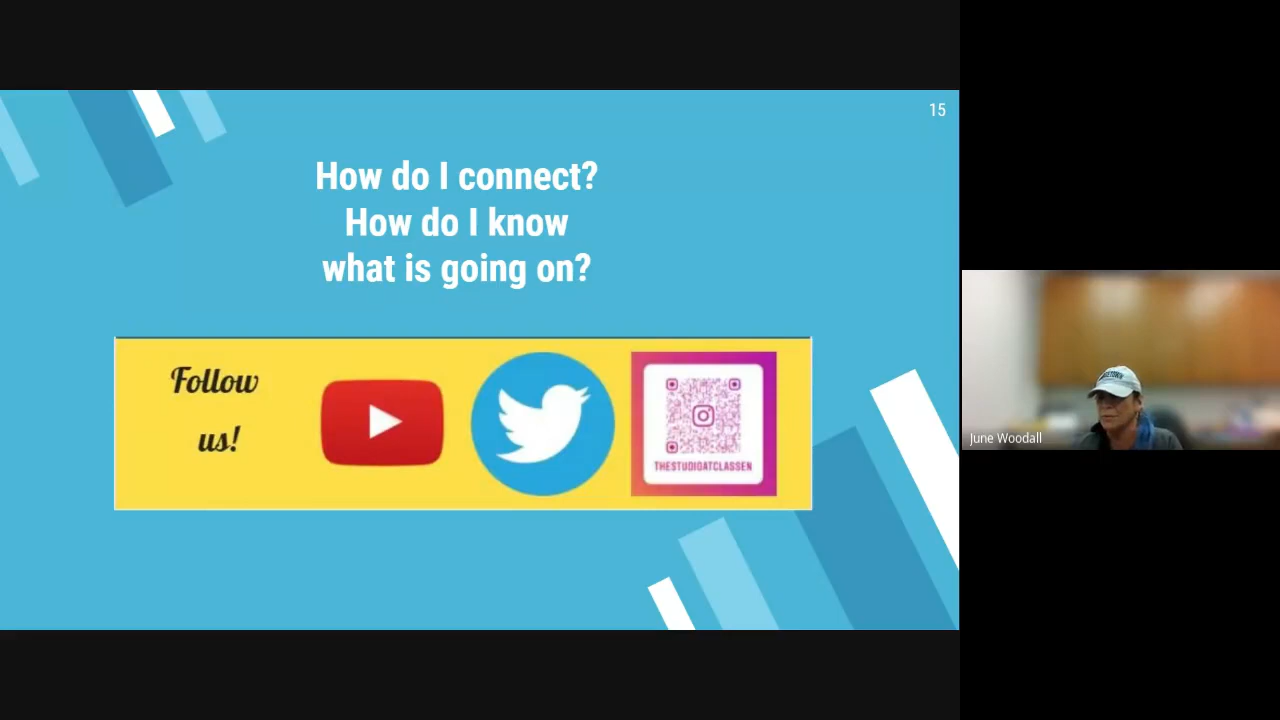 15
How do I connect?
How do I know
what is going on?
Follow
us!
THESTUDIOATCLASSEN
June Woodall